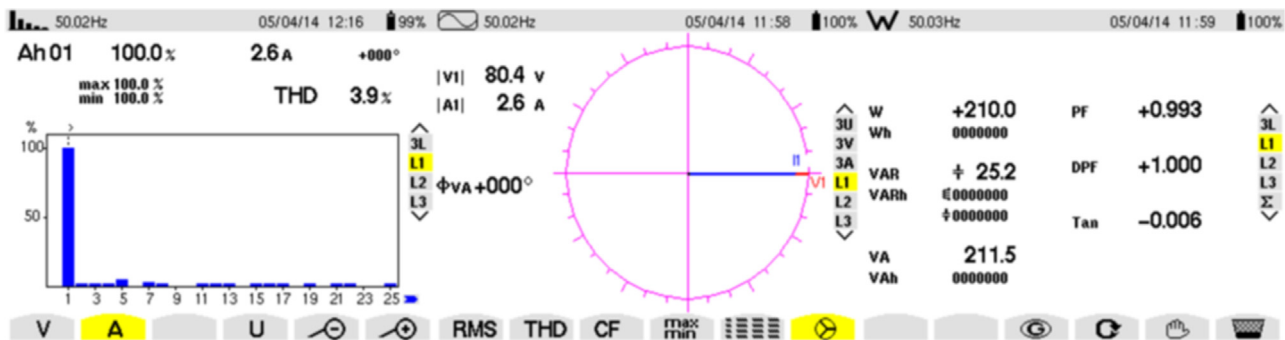 50.02Hz 05/04/14 12:16 99%
Ah 01 100.0 % 2.6 A +000°
max 100.0 %
min 100.0 %
THD 3.9 %
%
100
50
1 3 5 7 9 11 13 15 17 19 21 23 25
3L
L1
L2
L3
V A U
50.02Hz 05/04/14 11:58 100%
|V1| 80.4 V
|A1| 2.6 A
ΦVA +000°
I1
V1
3U
3V
3A
L1
L2
L3
RMS THD CF max min
W 50.03Hz 05/04/14 11:59 100%
W +210.0 PF +0.993
Wh 0000000
VAR 25.2 DPF +1.000
VARh 0000000
0000000 Tan −0.006
VA 211.5
VAh 0000000
3L
L1
L2
L3
Σ
G